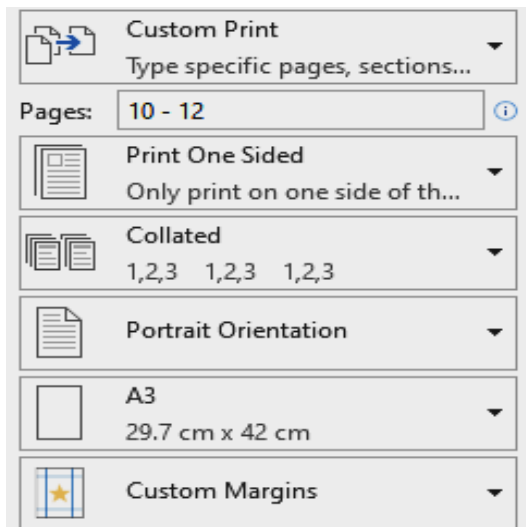 Custom Print
Type specific pages, sections...
Pages: 10 - 12
Print One Sided
Only print on one side of th...
Collated
1,2,3 1,2,3 1,2,3
Portrait Orientation
A3
29.7 cm x 42 cm
Custom Margins